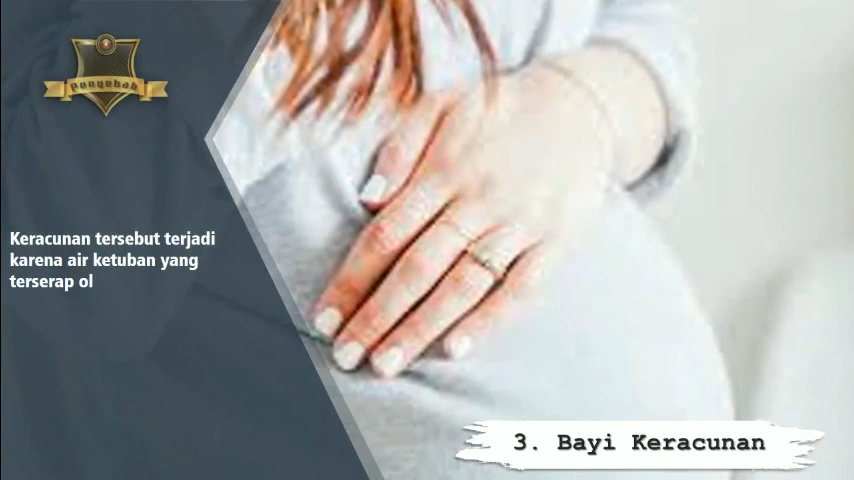 Penyebab
Keracunan tersebut terjadi
karena air ketuban yang
terserap ol
3. Bayi Keracunan